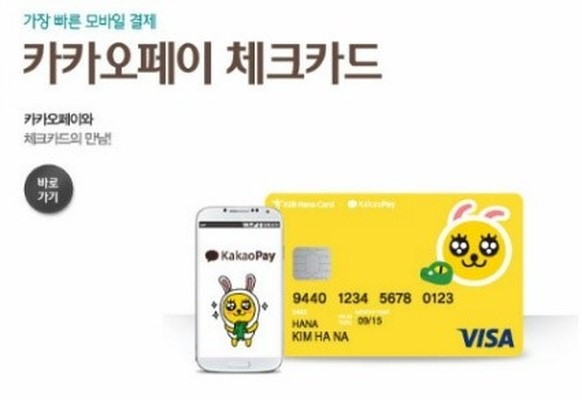 가장 빠른 모바일 결제
카카오페이 체크카드
카카오페이와
체크카드의 만남!
바로
가기
KEB Hana Card KakaoPay
KakaoPay
9440 1234 5678 0123
09/15
HANA
KIM HA NA
VISA